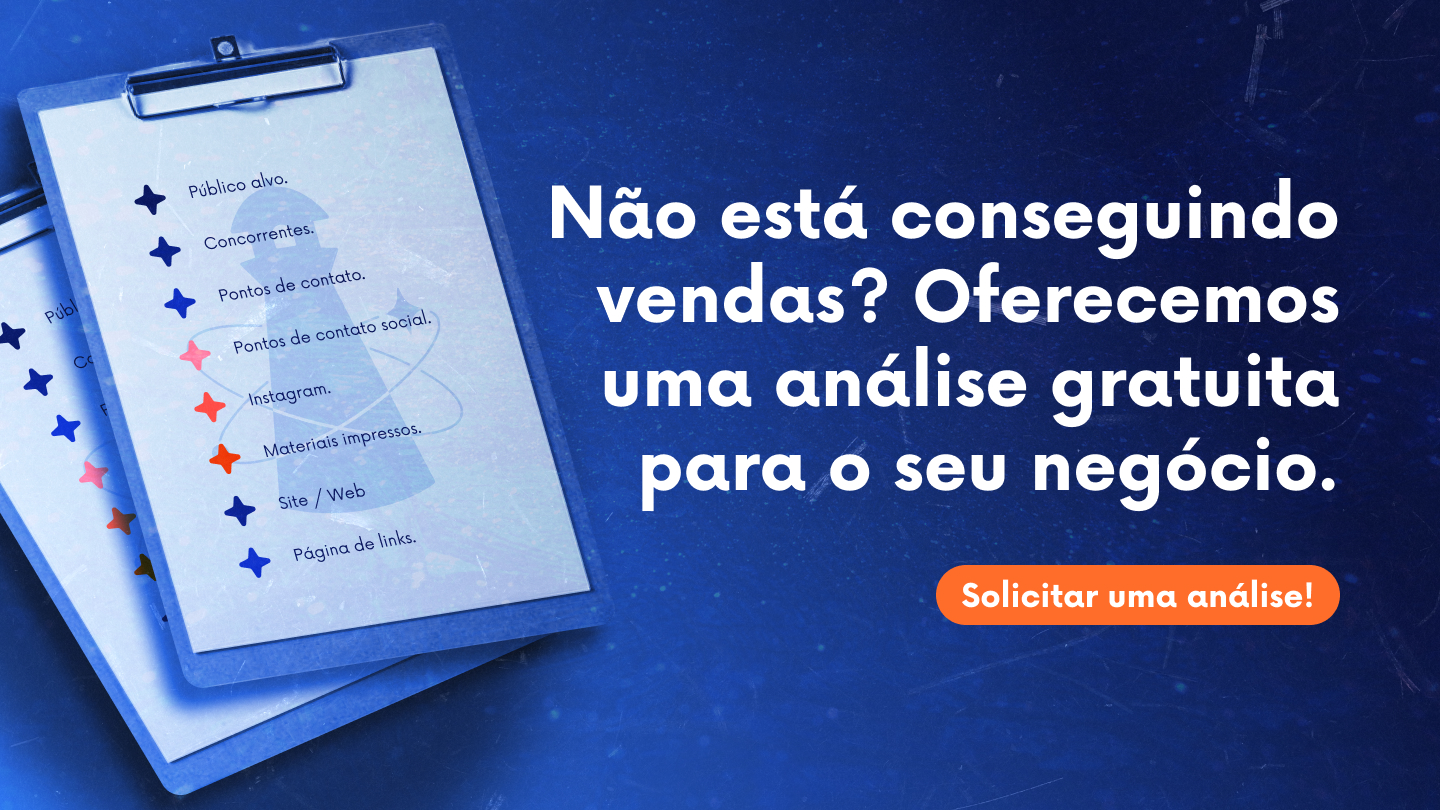 Público alvo.
Concorrentes.
Pontos de contato.
Pontos de contato social.
Instagram.
Materiais impressos.
Site / Web
Página de links.
Não está conseguindo
vendas? Oferecemos
uma análise gratuita
para o seu negócio.
Solicitar uma análise!